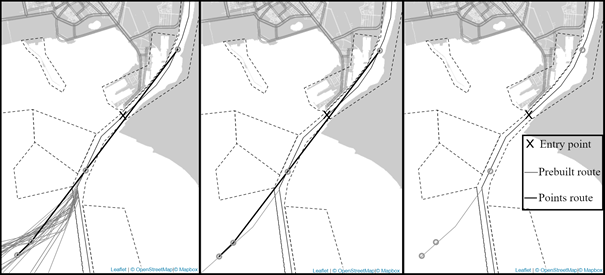 X Entry point
Prebuilt route
Points route
Leaflet | © OpenStreetMap© Mapbox
Leaflet | © OpenStreetMap© Mapbox
Leaflet | © OpenStreetMap© Mapbox